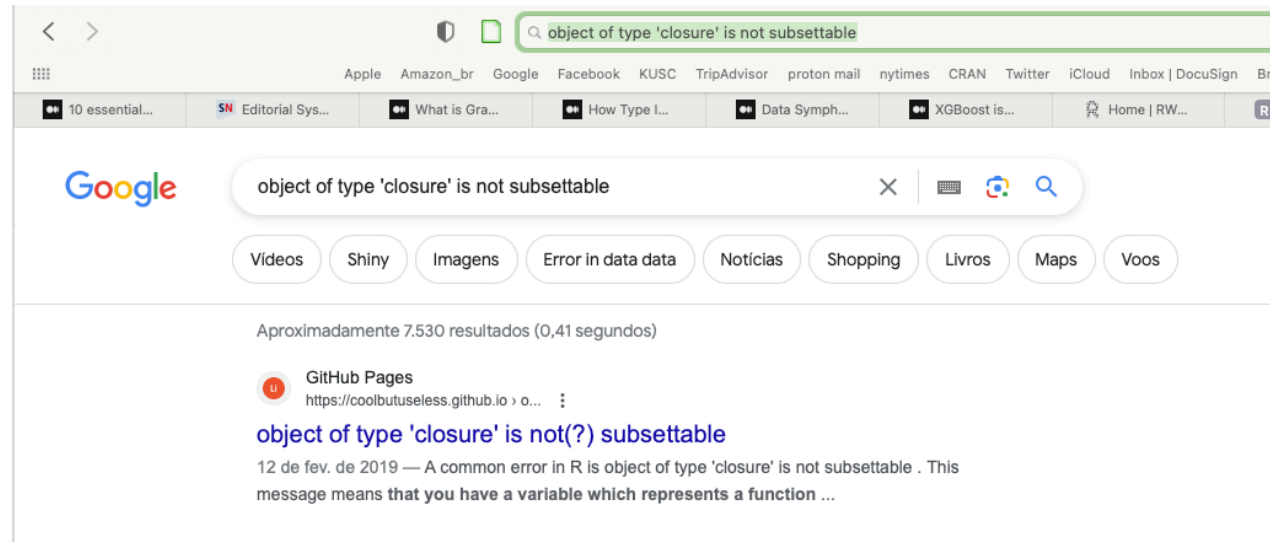 object of type 'closure' is not subsettable
Apple Amazon_br Google Facebook KUSC TripAdvisor proton mail nytimes CRAN Twitter iCloud Inbox | DocuSign Br
10 essential... SN Editorial Sys... What is Gra... How Type I... Data Symph... XGBoost is... Home | RW... R
Google object of type 'closure' is not subsettable
Vídeos Shiny Imagens Error in data data Notícias Shopping Livros Maps Voos
Aproximadamente 7.530 resultados (0,41 segundos)
GitHub Pages
https://coolbutuseless.github.io › o...
object of type 'closure' is not(?) subsettable
12 de fev. de 2019 — A common error in R is object of type 'closure' is not subsettable . This
message means that you have a variable which represents a function ...